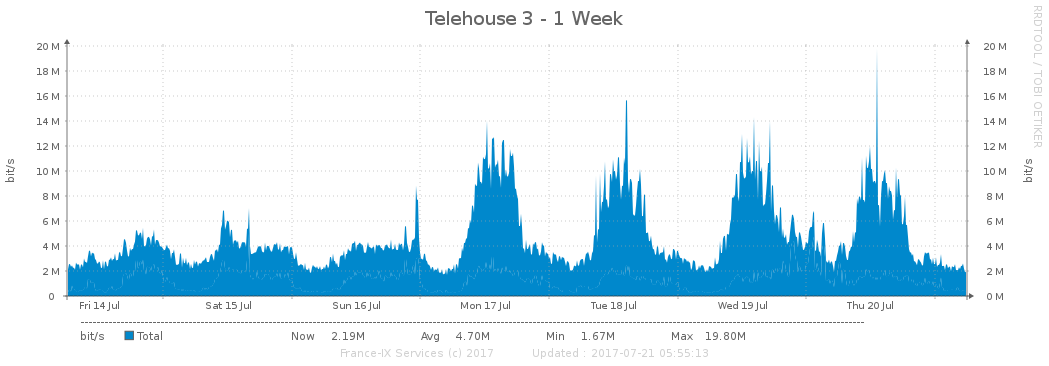 Telehouse 3 - 1 Week
RRDTOOL / TOBI OETIKER
20 M 20 M
18 M 18 M
16 M 16 M
14 M 14 M
12 M 12 M
10 M 10 M
8 M 8 M
6 M 6 M
4 M 4 M
2 M 2 M
0 0 M
bit/s bit/s
Fri 14 Jul Sat 15 Jul Sun 16 Jul Mon 17 Jul Tue 18 Jul Wed 19 Jul Thu 20 Jul
bit/s Total Now 2.19M Avg 4.70M Min 1.67M Max 19.80M
France-IX Services (c) 2017 Updated : 2017-07-21 05:55:13